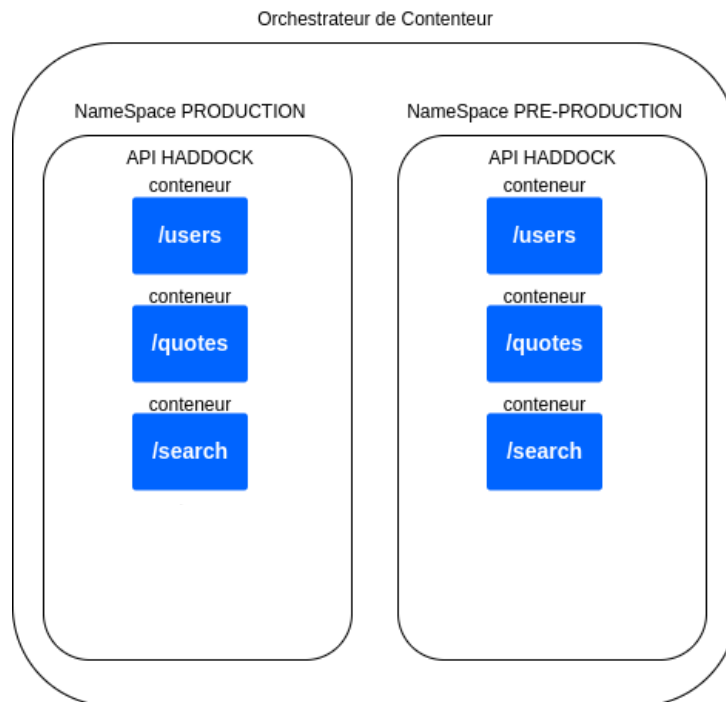 Orchestrateur de Contenteur
NameSpace PRODUCTION
API HADDOCK
conteneur
/users
conteneur
/quotes
conteneur
/search
NameSpace PRE-PRODUCTION
API HADDOCK
conteneur
/users
conteneur
/quotes
conteneur
/search